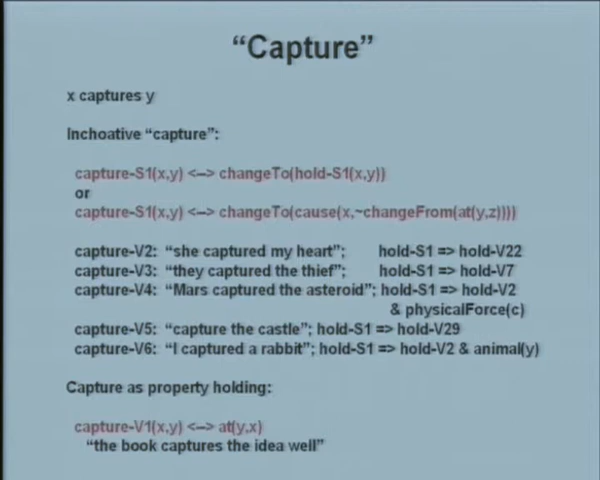 “Capture”
x captures y
Inchoative “capture”:
capture-S1(x,y) <--> changeTo(hold-S1(x,y))
or
capture-S1(x,y) <--> changeTo(cause(x,~changeFrom(at(y,z))))
capture-V2: “she captured my heart”; hold-S1 => hold-V22
capture-V3: “they captured the thief”; hold-S1 => hold-V7
capture-V4: “Mars captured the asteroid”; hold-S1 => hold-V2
& physicalForce(c)
capture-V5: “capture the castle”; hold-S1 => hold-V29
capture-V6: “I captured a rabbit”; hold-S1 => hold-V2 & animal(y)
Capture as property holding:
capture-V1(x,y) <--> at(y,x)
“the book captures the idea well”